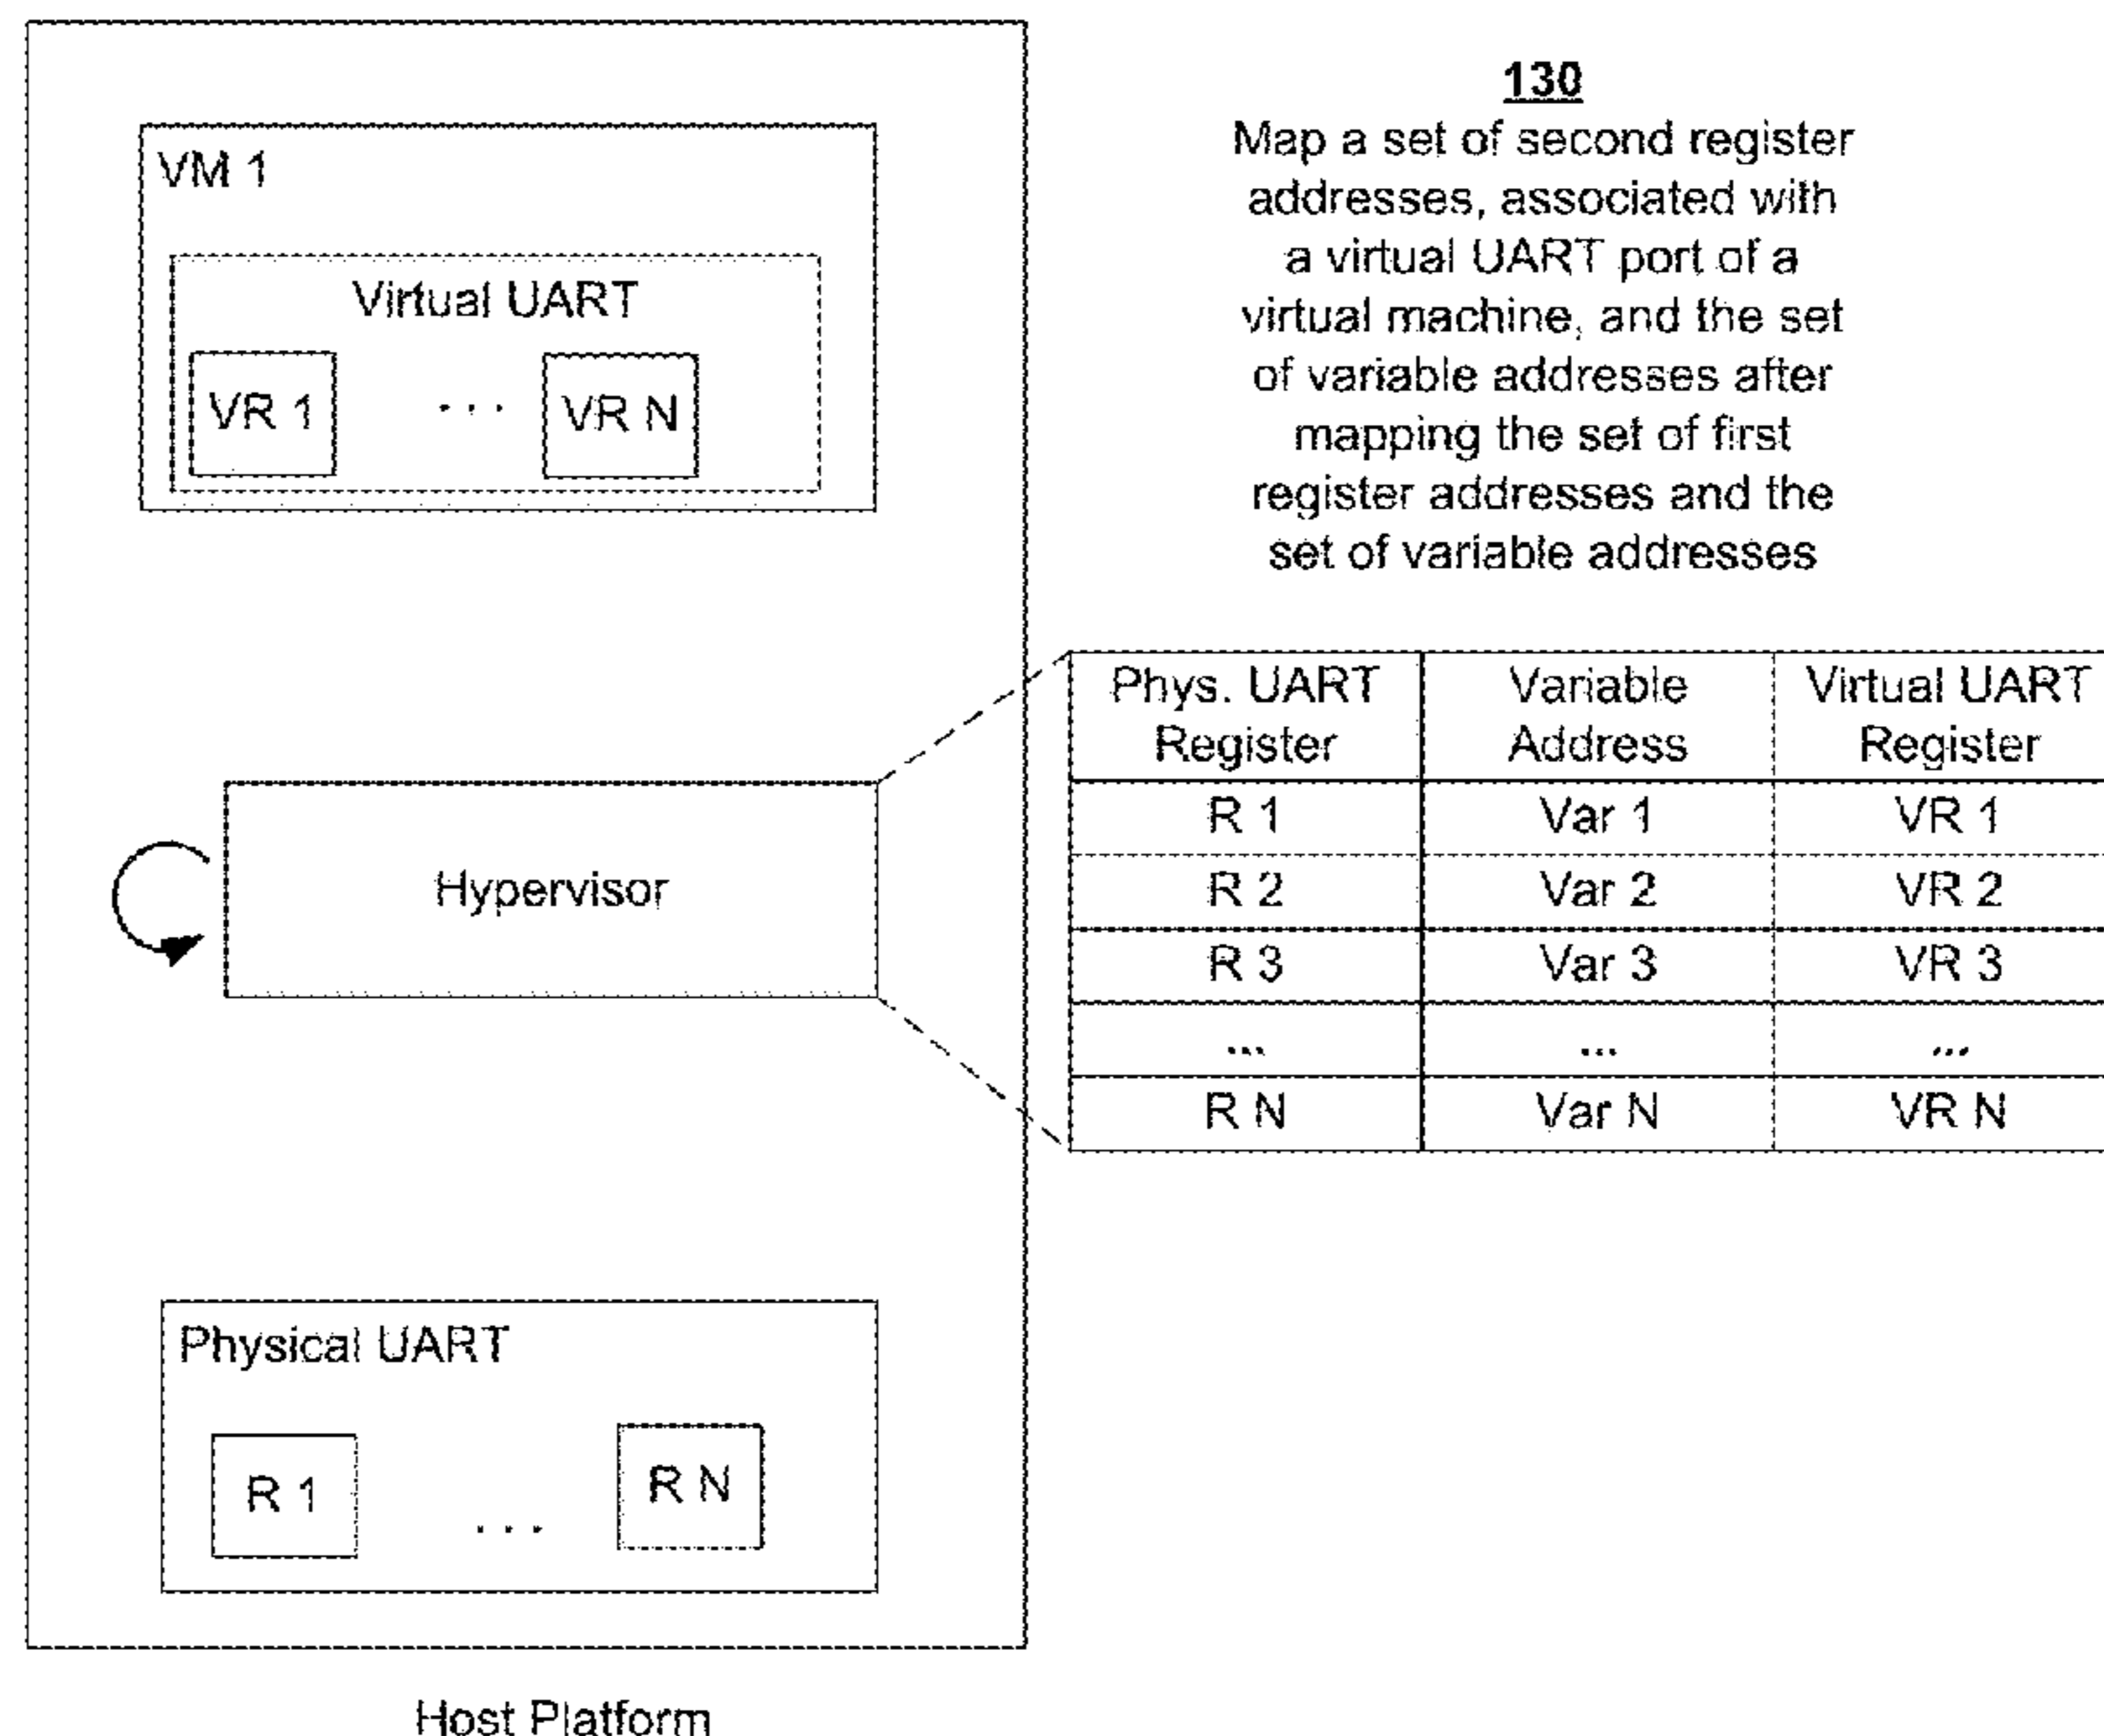 VM 1
Virtual UART
VR 1 ... VR N
Hypervisor
Physical UART
R 1 ... R N
Host Platform
130
Map a set of second register
addresses, associated with
a virtual UART port of a
virtual machine, and the set
of variable addresses after
mapping the set of first
register addresses and the
set of variable addresses
Phys. UART Variable Virtual UART
Register Address Register
R 1 Var 1 VR 1
R 2 Var 2 VR 2
R 3 Var 3 VR 3
... ... ...
R N Var N VR N